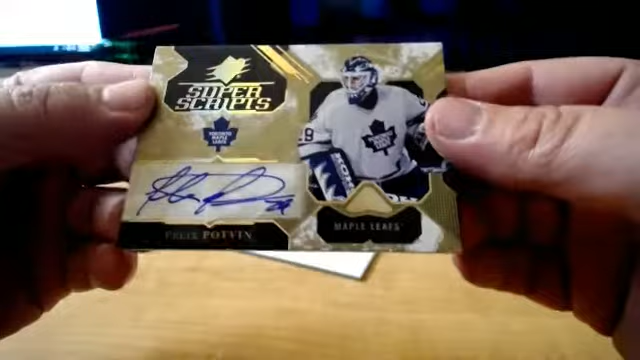 SPX
SUPER
SCRIPTS
TORONTO
MAPLE
LEAFS
FELIX POTVIN
MAPLE LEAFS